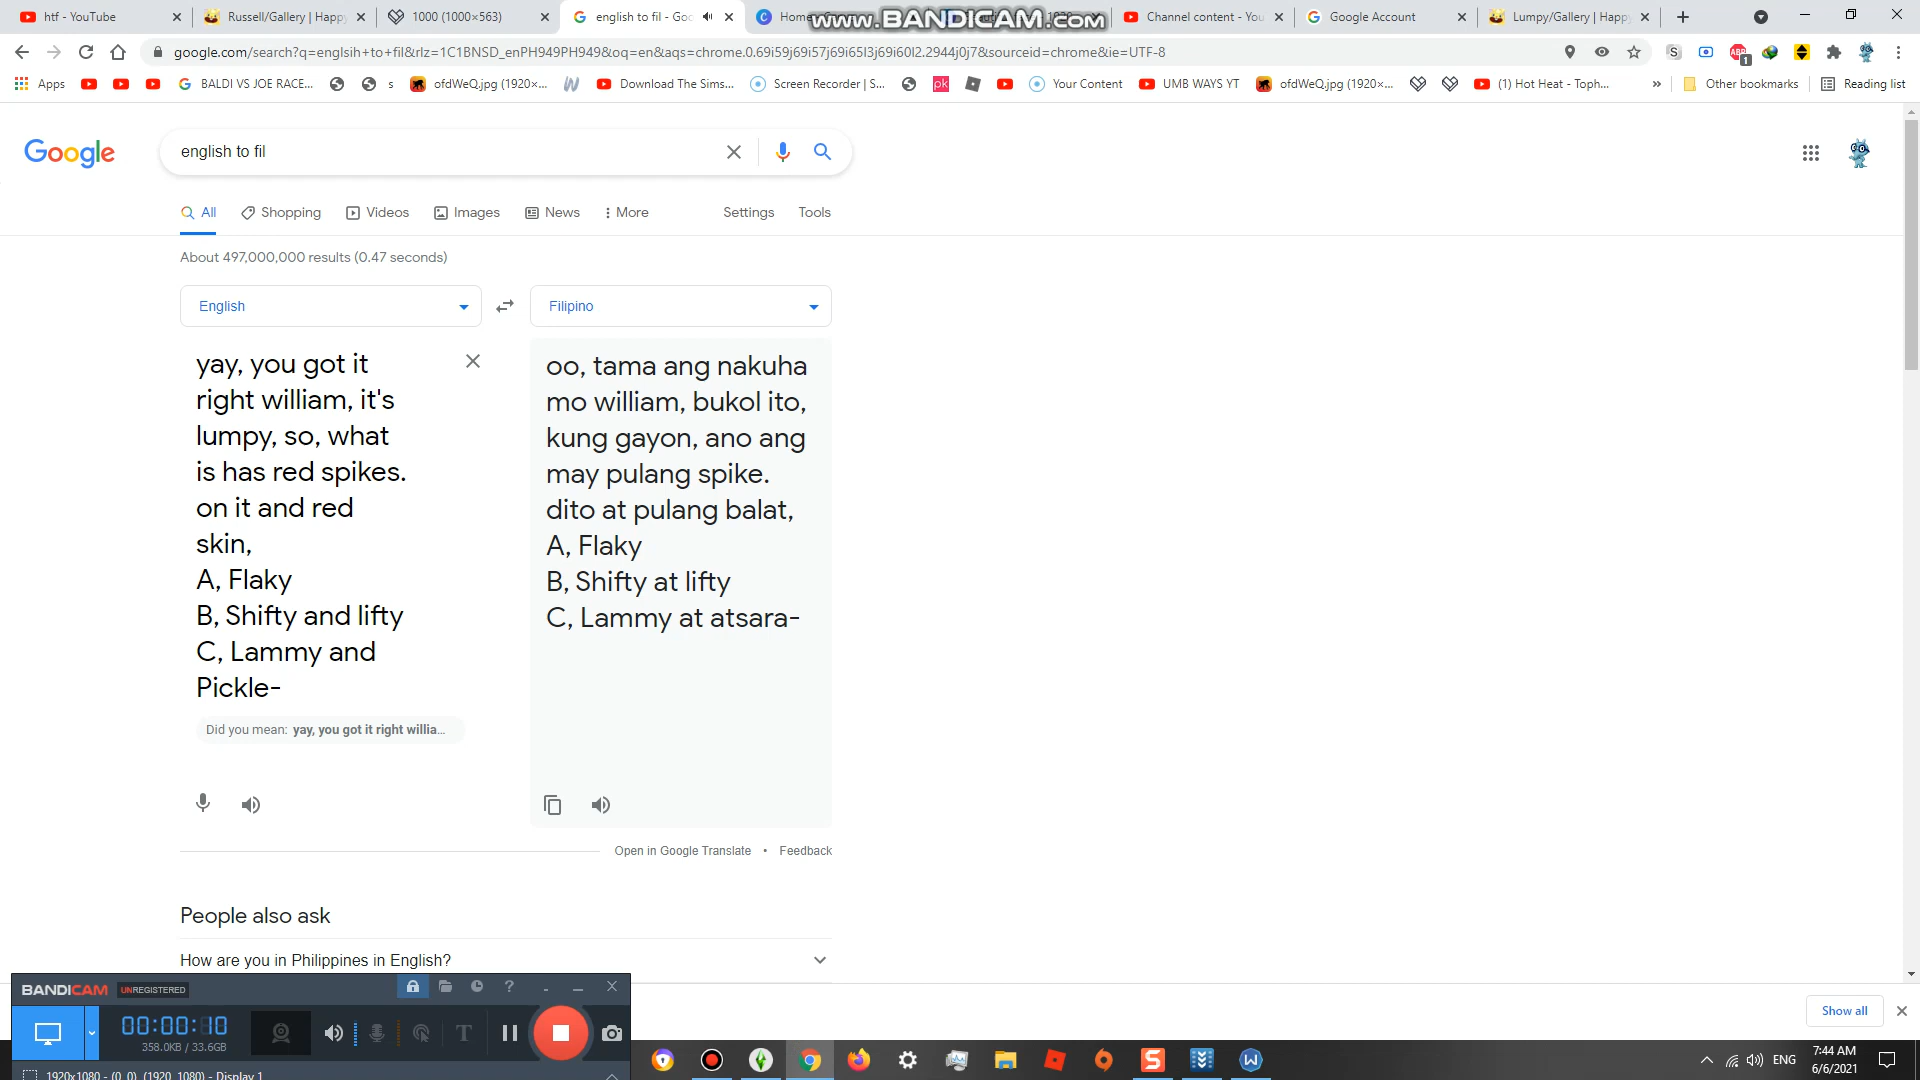 htf - YouTube
Russell/Gallery | Happy
1000 (1000×563)
english to fil - Goo
Home
www.BANDICAM.com
Channel content - You
Google Account
Lumpy/Gallery | Happy
google.com/search?q=englsih+to+fil&rlz=1C1BNSD_enPH949PH949&oq=en&aqs=chrome.0.69i59j69i57j69i65l3j69i60l2.2944j0j7&sourceid=chrome&ie=UTF-8
Apps
BALDI VS JOE RACE...
s
ofdWeQ.jpg (1920×...
Download The Sims...
Screen Recorder | S...
pk
Your Content
UMB WAYS YT
ofdWeQ.jpg (1920×...
(1) Hot Heat - Toph...
»
Other bookmarks
Reading list
Google
english to fil
All
Shopping
Videos
Images
News
More
Settings
Tools
About 497,000,000 results (0.47 seconds)
English
Filipino
yay, you got it
right william, it's
lumpy, so, what
is has red spikes.
on it and red
skin,
A, Flaky
B, Shifty and lifty
C, Lammy and
Pickle-
Did you mean: yay, you got it right willia...
oo, tama ang nakuha
mo william, bukol ito,
kung gayon, ano ang
may pulang spike.
dito at pulang balat,
A, Flaky
B, Shifty at lifty
C, Lammy at atsara-
Open in Google Translate • Feedback
People also ask
How are you in Philippines in English?
BANDICAM UNREGISTERED
00:00:10
358.0KB / 33.6GB
1920x1080 - (0, 0), (1920, 1080) - Display 1
Show all
ENG
7:44 AM
6/6/2021